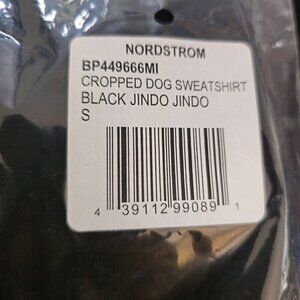 NORDSTROM
BP449666MI
CROPPED DOG SWEATSHIRT
BLACK JINDO JINDO
S
4 39112 99089 1